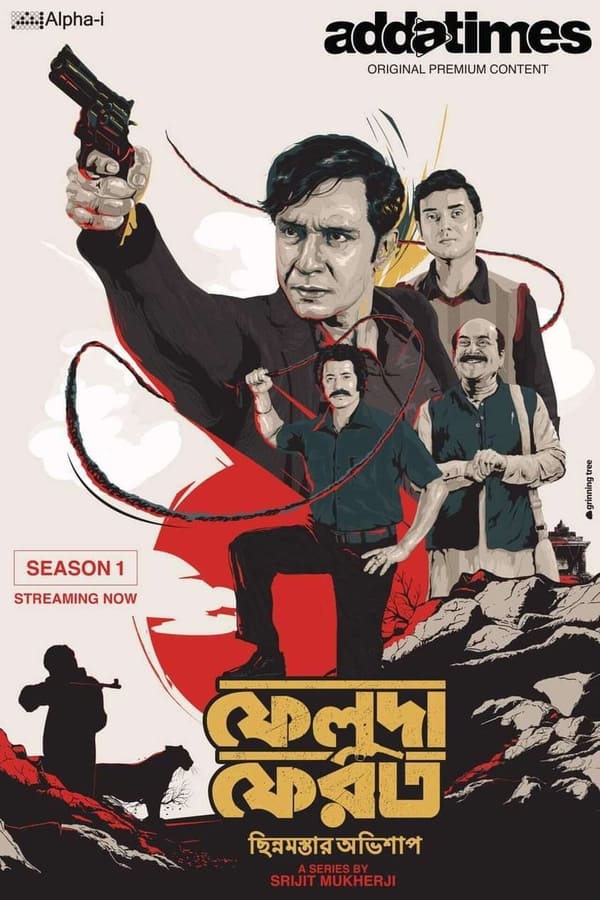 Alpha-i
addatimes
ORIGINAL PREMIUM CONTENT
grinning tree
SEASON 1
STREAMING NOW
ফেলুদা
ফেরত
ছিন্নমস্তার অভিশাপ
A SERIES BY
SRIJIT MUKHERJI